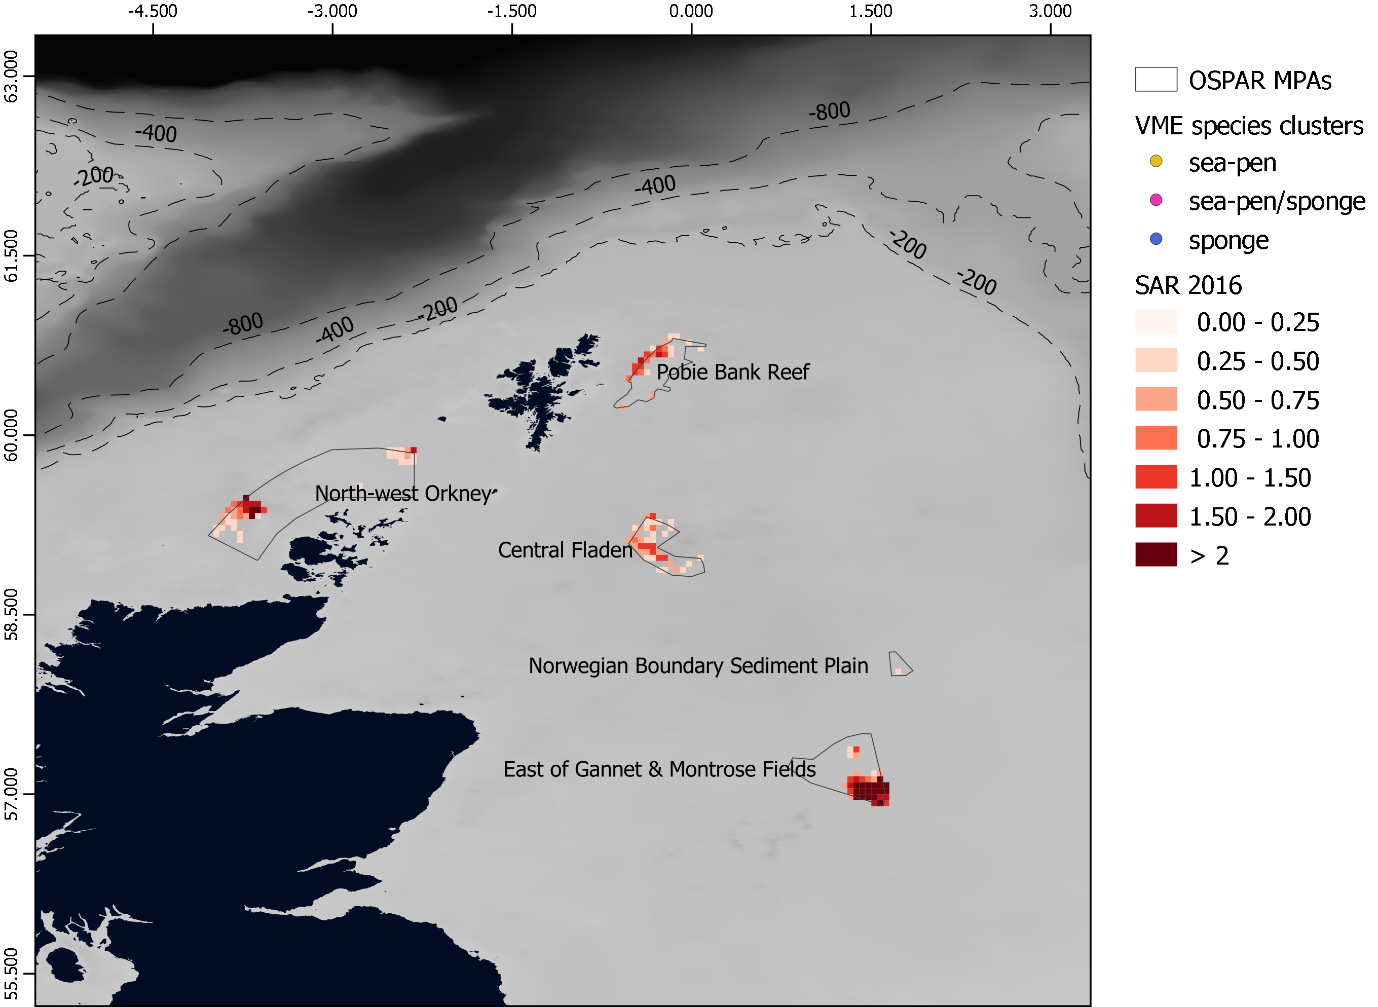 -4.500 -3.000 -1.500 0.000 1.500 3.000
63.000
61.500
60.000
58.500
57.000
55.500
-400
-200
-800
-400
-200
-200
-800
-400
-200
Pobie Bank Reef
North-west Orkney
Central Fladen
Norwegian Boundary Sediment Plain
East of Gannet & Montrose Fields
OSPAR MPAs
VME species clusters
sea-pen
sea-pen/sponge
sponge
SAR 2016
0.00 - 0.25
0.25 - 0.50
0.50 - 0.75
0.75 - 1.00
1.00 - 1.50
1.50 - 2.00
> 2